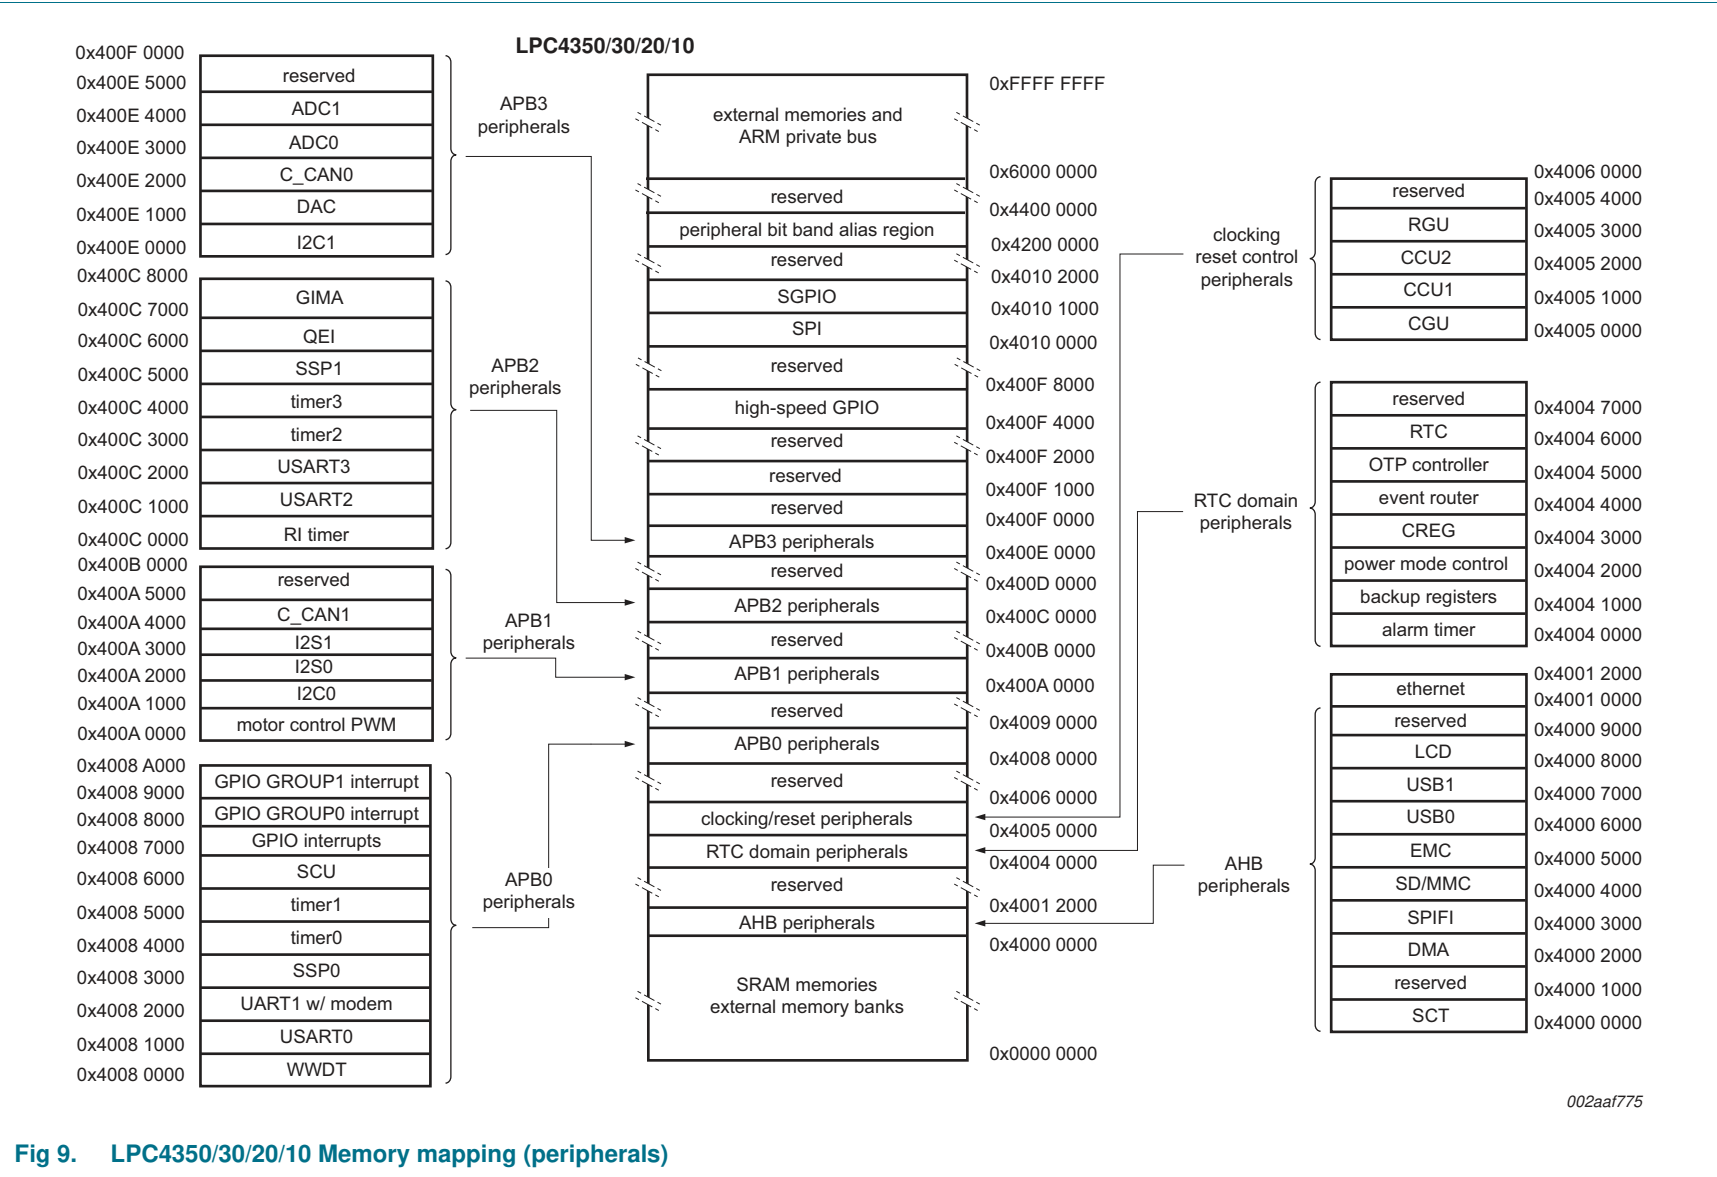 LPC4350/30/20/10
0x400F 0000
reserved
0x400E 5000
ADC1
0x400E 4000
ADC0
0x400E 3000
C_CAN0
0x400E 2000
DAC
0x400E 1000
I2C1
0x400E 0000
APB3
peripherals
0x400C 8000
GIMA
0x400C 7000
QEI
0x400C 6000
SSP1
0x400C 5000
timer3
0x400C 4000
timer2
0x400C 3000
USART3
0x400C 2000
USART2
0x400C 1000
RI timer
0x400C 0000
APB2
peripherals
0x400B 0000
reserved
0x400A 5000
C_CAN1
0x400A 4000
I2S1
0x400A 3000
I2S0
0x400A 2000
I2C0
0x400A 1000
motor control PWM
0x400A 0000
APB1
peripherals
0x4008 A000
GPIO GROUP1 interrupt
0x4008 9000
GPIO GROUP0 interrupt
0x4008 8000
GPIO interrupts
0x4008 7000
SCU
0x4008 6000
timer1
0x4008 5000
timer0
0x4008 4000
SSP0
0x4008 3000
UART1 w/ modem
0x4008 2000
USART0
0x4008 1000
WWDT
0x4008 0000
APB0
peripherals
0xFFFF FFFF
external memories and
ARM private bus
0x6000 0000
reserved
0x4400 0000
peripheral bit band alias region
0x4200 0000
reserved
0x4010 2000
SGPIO
0x4010 1000
SPI
0x4010 0000
reserved
0x400F 8000
high-speed GPIO
0x400F 4000
reserved
0x400F 2000
reserved
0x400F 1000
reserved
0x400F 0000
APB3 peripherals
0x400E 0000
reserved
0x400D 0000
APB2 peripherals
0x400C 0000
reserved
0x400B 0000
APB1 peripherals
0x400A 0000
reserved
0x4009 0000
APB0 peripherals
0x4008 0000
reserved
0x4006 0000
clocking/reset peripherals
0x4005 0000
RTC domain peripherals
0x4004 0000
reserved
0x4001 2000
AHB peripherals
0x4000 0000
SRAM memories
external memory banks
0x0000 0000
clocking
reset control
peripherals
0x4006 0000
reserved
0x4005 4000
RGU
0x4005 3000
CCU2
0x4005 2000
CCU1
0x4005 1000
CGU
0x4005 0000
RTC domain
peripherals
reserved
0x4004 7000
RTC
0x4004 6000
OTP controller
0x4004 5000
event router
0x4004 4000
CREG
0x4004 3000
power mode control
0x4004 2000
backup registers
0x4004 1000
alarm timer
0x4004 0000
AHB
peripherals
0x4001 2000
ethernet
0x4001 0000
reserved
0x4000 9000
LCD
0x4000 8000
USB1
0x4000 7000
USB0
0x4000 6000
EMC
0x4000 5000
SD/MMC
0x4000 4000
SPIFI
0x4000 3000
DMA
0x4000 2000
reserved
0x4000 1000
SCT
0x4000 0000
002aaf775
Fig 9. LPC4350/30/20/10 Memory mapping (peripherals)